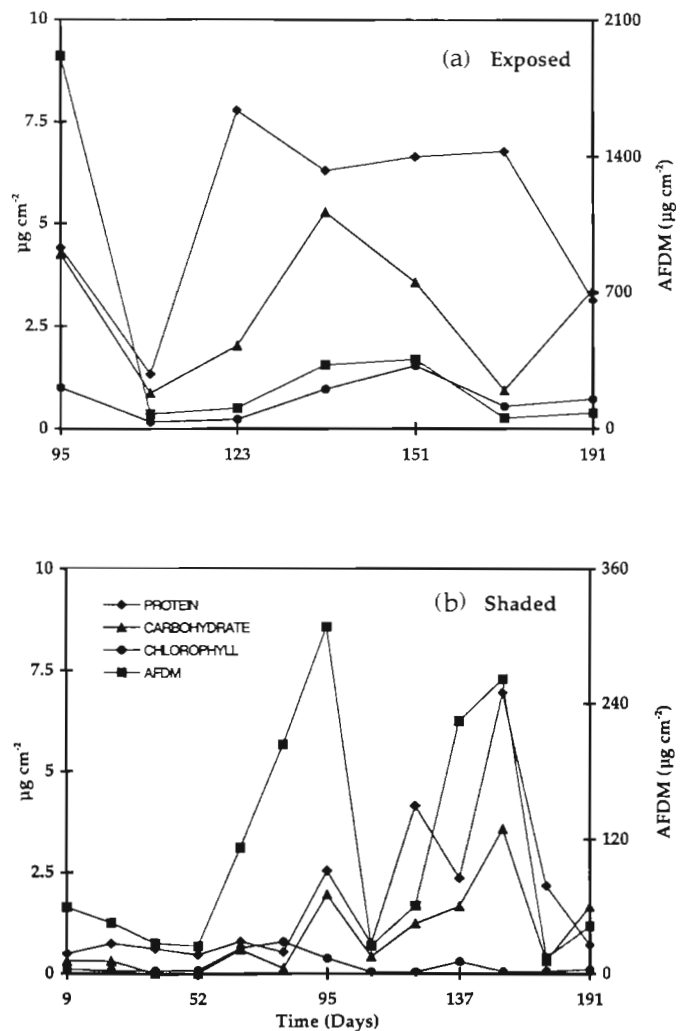 10
7.5
5
2.5
0
µg cm-2
(a) Exposed
2100
1400
700
0
AFDM (µg cm-2)
95
123
151
191
10
7.5
5
2.5
0
µg cm-2
PROTEIN
CARBOHYDRATE
CHLOROPHYLL
AFDM
(b) Shaded
360
240
120
0
AFDM (µg cm-2)
9
52
95
137
191
Time (Days)